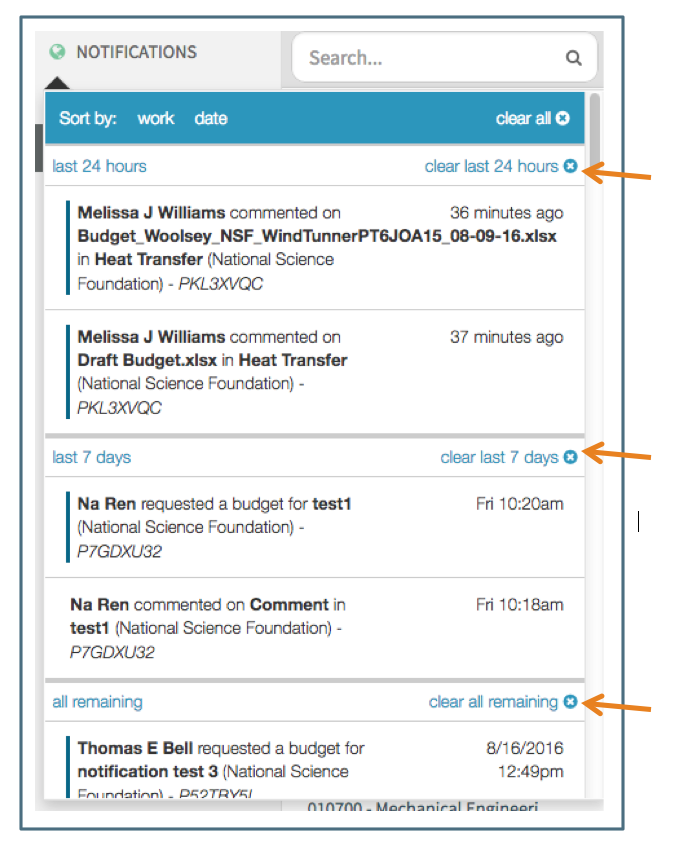 NOTIFICATIONS
Search...
Sort by: work date clear all
last 24 hours clear last 24 hours
Melissa J Williams commented on 36 minutes ago
Budget_Woolsey_NSF_WindTunnerPT6JOA15_08-09-16.xlsx
in Heat Transfer (National Science
Foundation) - PKL3XVQC
Melissa J Williams commented on 37 minutes ago
Draft Budget.xlsx in Heat Transfer
(National Science Foundation) -
PKL3XVQC
last 7 days clear last 7 days
Na Ren requested a budget for test1 Fri 10:20am
(National Science Foundation) -
P7GDXU32
Na Ren commented on Comment in Fri 10:18am
test1 (National Science Foundation) -
P7GDXU32
all remaining clear all remaining
Thomas E Bell requested a budget for 8/16/2016
notification test 3 (National Science 12:49pm
Foundation) -
010700 - Mechanical Engineeri